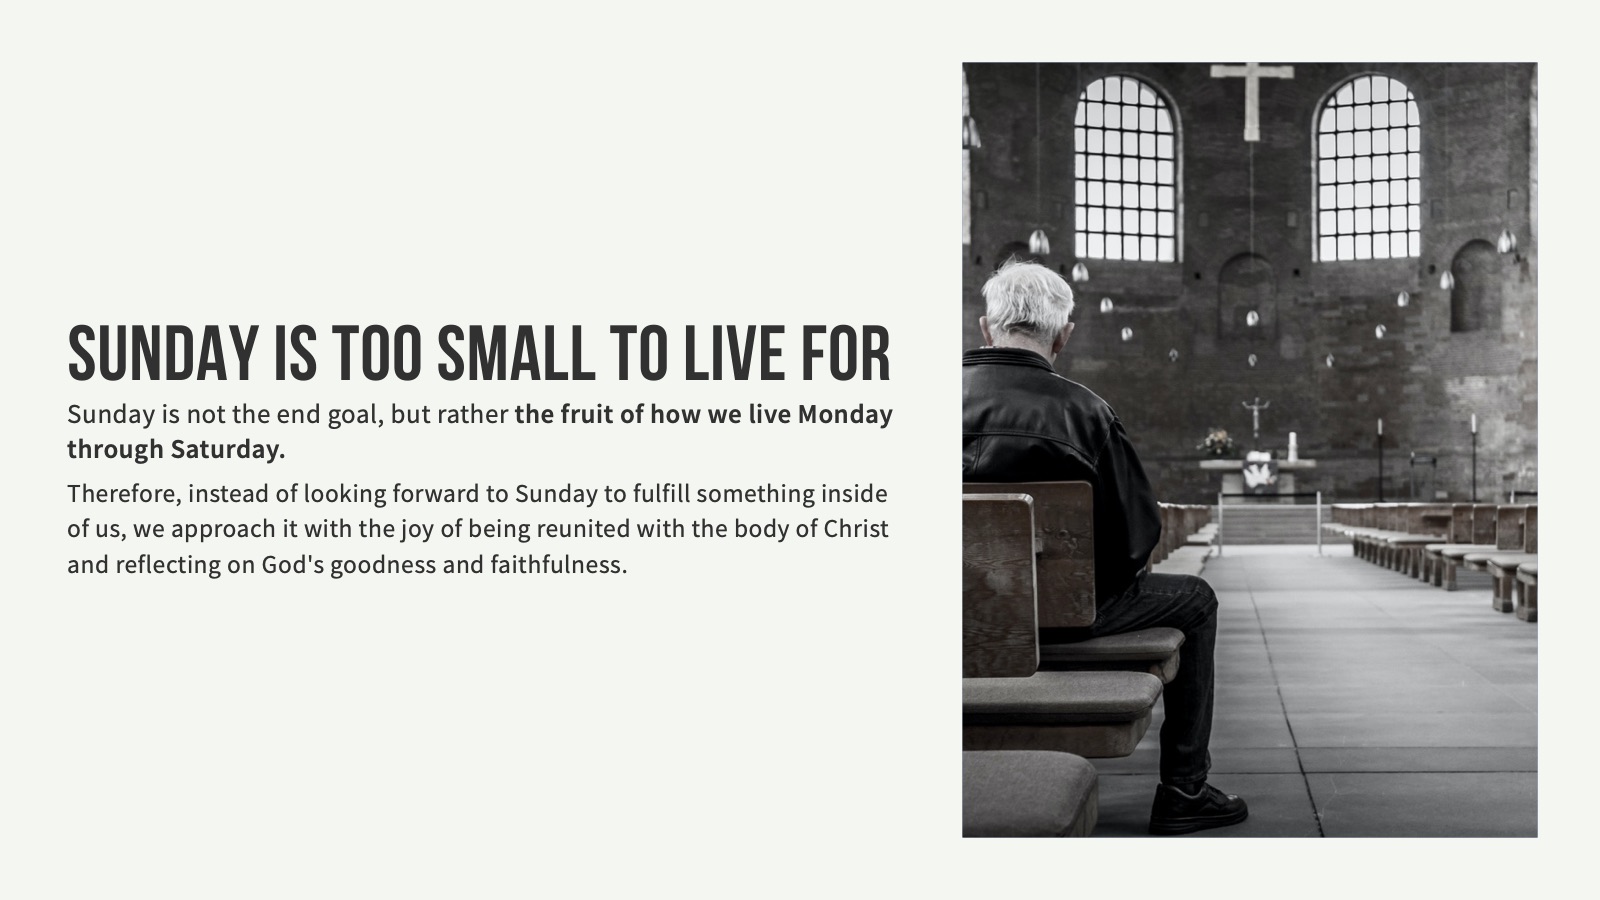 SUNDAY IS TOO SMALL TO LIVE FOR
Sunday is not the end goal, but rather the fruit of how we live Monday
through Saturday.
Therefore, instead of looking forward to Sunday to fulfill something inside
of us, we approach it with the joy of being reunited with the body of Christ
and reflecting on God's goodness and faithfulness.